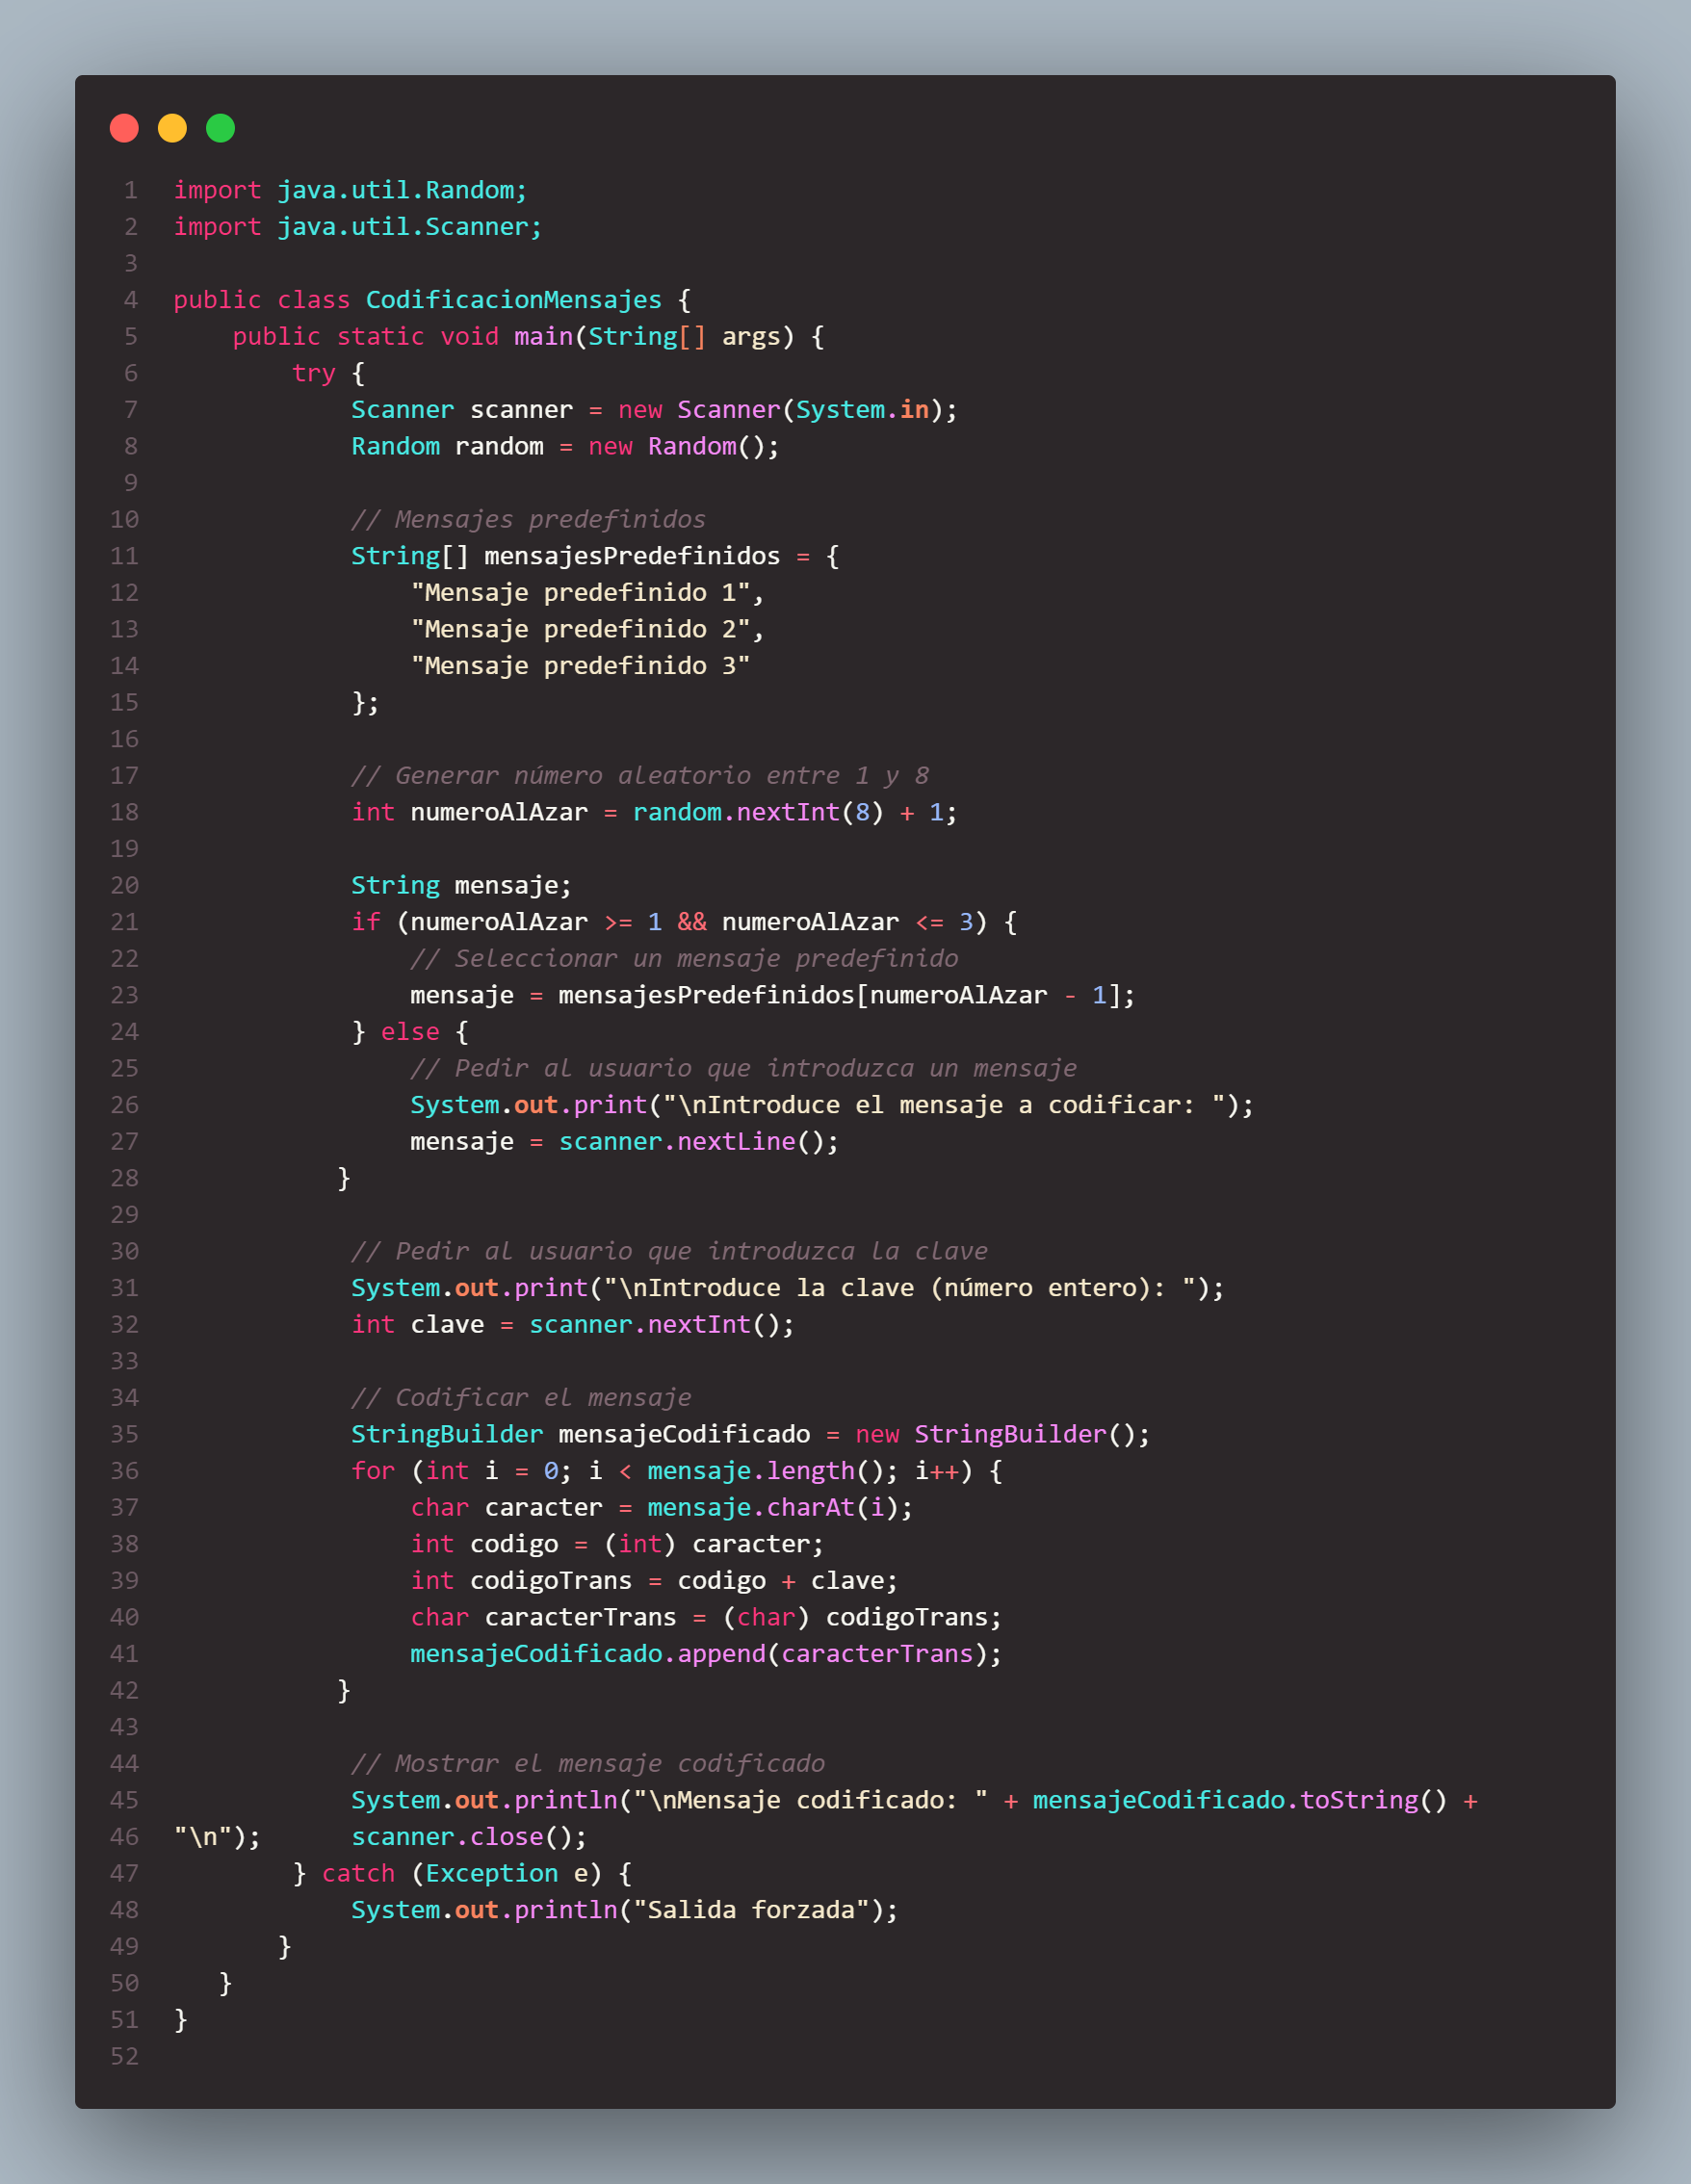 1 import java.util.Random;
2 import java.util.Scanner;
3
4 public class CodificacionMensajes {
5     public static void main(String[] args) {
6         try {
7             Scanner scanner = new Scanner(System.in);
8             Random random = new Random();
9
10             // Mensajes predefinidos
11             String[] mensajesPredefinidos = {
12                 "Mensaje predefinido 1",
13                 "Mensaje predefinido 2",
14                 "Mensaje predefinido 3"
15             };
16
17             // Generar número aleatorio entre 1 y 8
18             int numeroAlAzar = random.nextInt(8) + 1;
19
20             String mensaje;
21             if (numeroAlAzar >= 1 && numeroAlAzar <= 3) {
22                 // Seleccionar un mensaje predefinido
23                 mensaje = mensajesPredefinidos[numeroAlAzar - 1];
24             } else {
25                 // Pedir al usuario que introduzca un mensaje
26                 System.out.print("\nIntroduce el mensaje a codificar: ");
27                 mensaje = scanner.nextLine();
28            }
29
30             // Pedir al usuario que introduzca la clave
31             System.out.print("\nIntroduce la clave (número entero): ");
32             int clave = scanner.nextInt();
33
34             // Codificar el mensaje
35             StringBuilder mensajeCodificado = new StringBuilder();
36             for (int i = 0; i < mensaje.length(); i++) {
37                 char caracter = mensaje.charAt(i);
38                 int codigo = (int) caracter;
39                 int codigoTrans = codigo + clave;
40                 char caracterTrans = (char) codigoTrans;
41                 mensajeCodificado.append(caracterTrans);
42            }
43
44             // Mostrar el mensaje codificado
45             System.out.println("\nMensaje codificado: " + mensajeCodificado.toString() +
46 "\n");      scanner.close();
47         } catch (Exception e) {
48             System.out.println("Salida forzada");
49        }
50    }
51 }
52